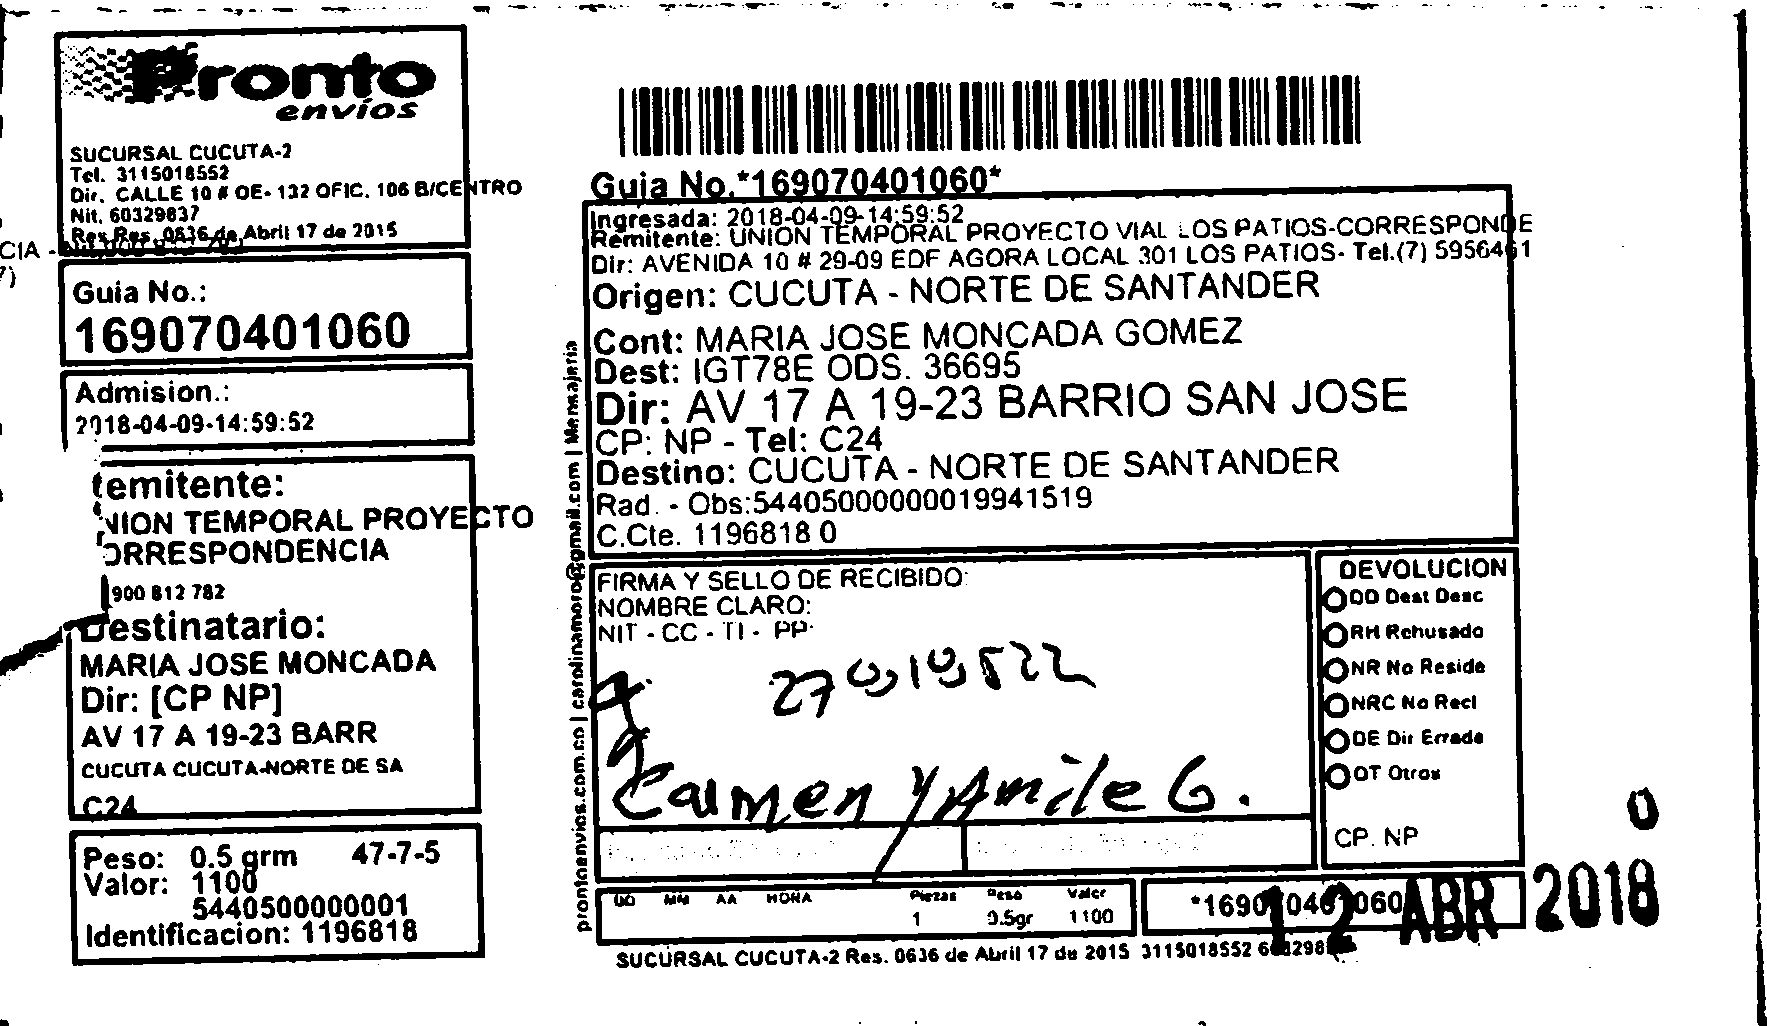 Pronto
envíos
SUCURSAL CUCUTA-2
Tel. 3115018552
Dir. CALLE 10 # OE- 132 OFIC. 106 B/CENTRO
Nit. 60329837
Res Res. 0636 de Abril 17 de 2015
CIA -
7)
Guia No.:
169070401060
Admision.:
2018-04-09-14:59:52
emitente:
NION TEMPORAL PROYECTO
ORRESPONDENCIA
900 812 782
Destinatario:
MARIA JOSE MONCADA
Dir: [CP NP]
AV 17 A 19-23 BARR
CUCUTA CUCUTA-NORTE DE SA
C24
Peso: 0.5 grm 47-7-5
Valor: 1100
5440500000001
Identificacion: 1196818
prontoenvios.com.co | carolinamoro@gmail.com | Mensajeria
Guia No.*169070401060*
Ingresada: 2018-04-09-14:59:52
Remitente: UNION TEMPORAL PROYECTO VIAL LOS PATIOS-CORRESPONDE
Dir: AVENIDA 10 # 29-09 EDF AGORA LOCAL 301 LOS PATIOS- Tel.(7) 5956461
Origen: CUCUTA - NORTE DE SANTANDER
Cont: MARIA JOSE MONCADA GOMEZ
Dest: IGT78E ODS. 36695
Dir: AV 17 A 19-23 BARRIO SAN JOSE
CP: NP - Tel: C24
Destino: CUCUTA - NORTE DE SANTANDER
Rad. - Obs:54405000000019941519
C.Cte. 1196818 0
FIRMA Y SELLO DE RECIBIDO:
NOMBRE CLARO:
NIT - CC - TI - PP:
Carmen Yamile G.
DEVOLUCION
DD Dest Desc
RH Rehusado
NR No Reside
NRC No Recl
DE Dir Errada
OT Otros
CP. NP
DD MM AA HORA Piezas Peso Valor
1 0.5gr 1100
*169070401060
12 ABR 2018
0
SUCURSAL CUCUTA-2 Res. 0636 de Abril 17 de 2015 3115018552